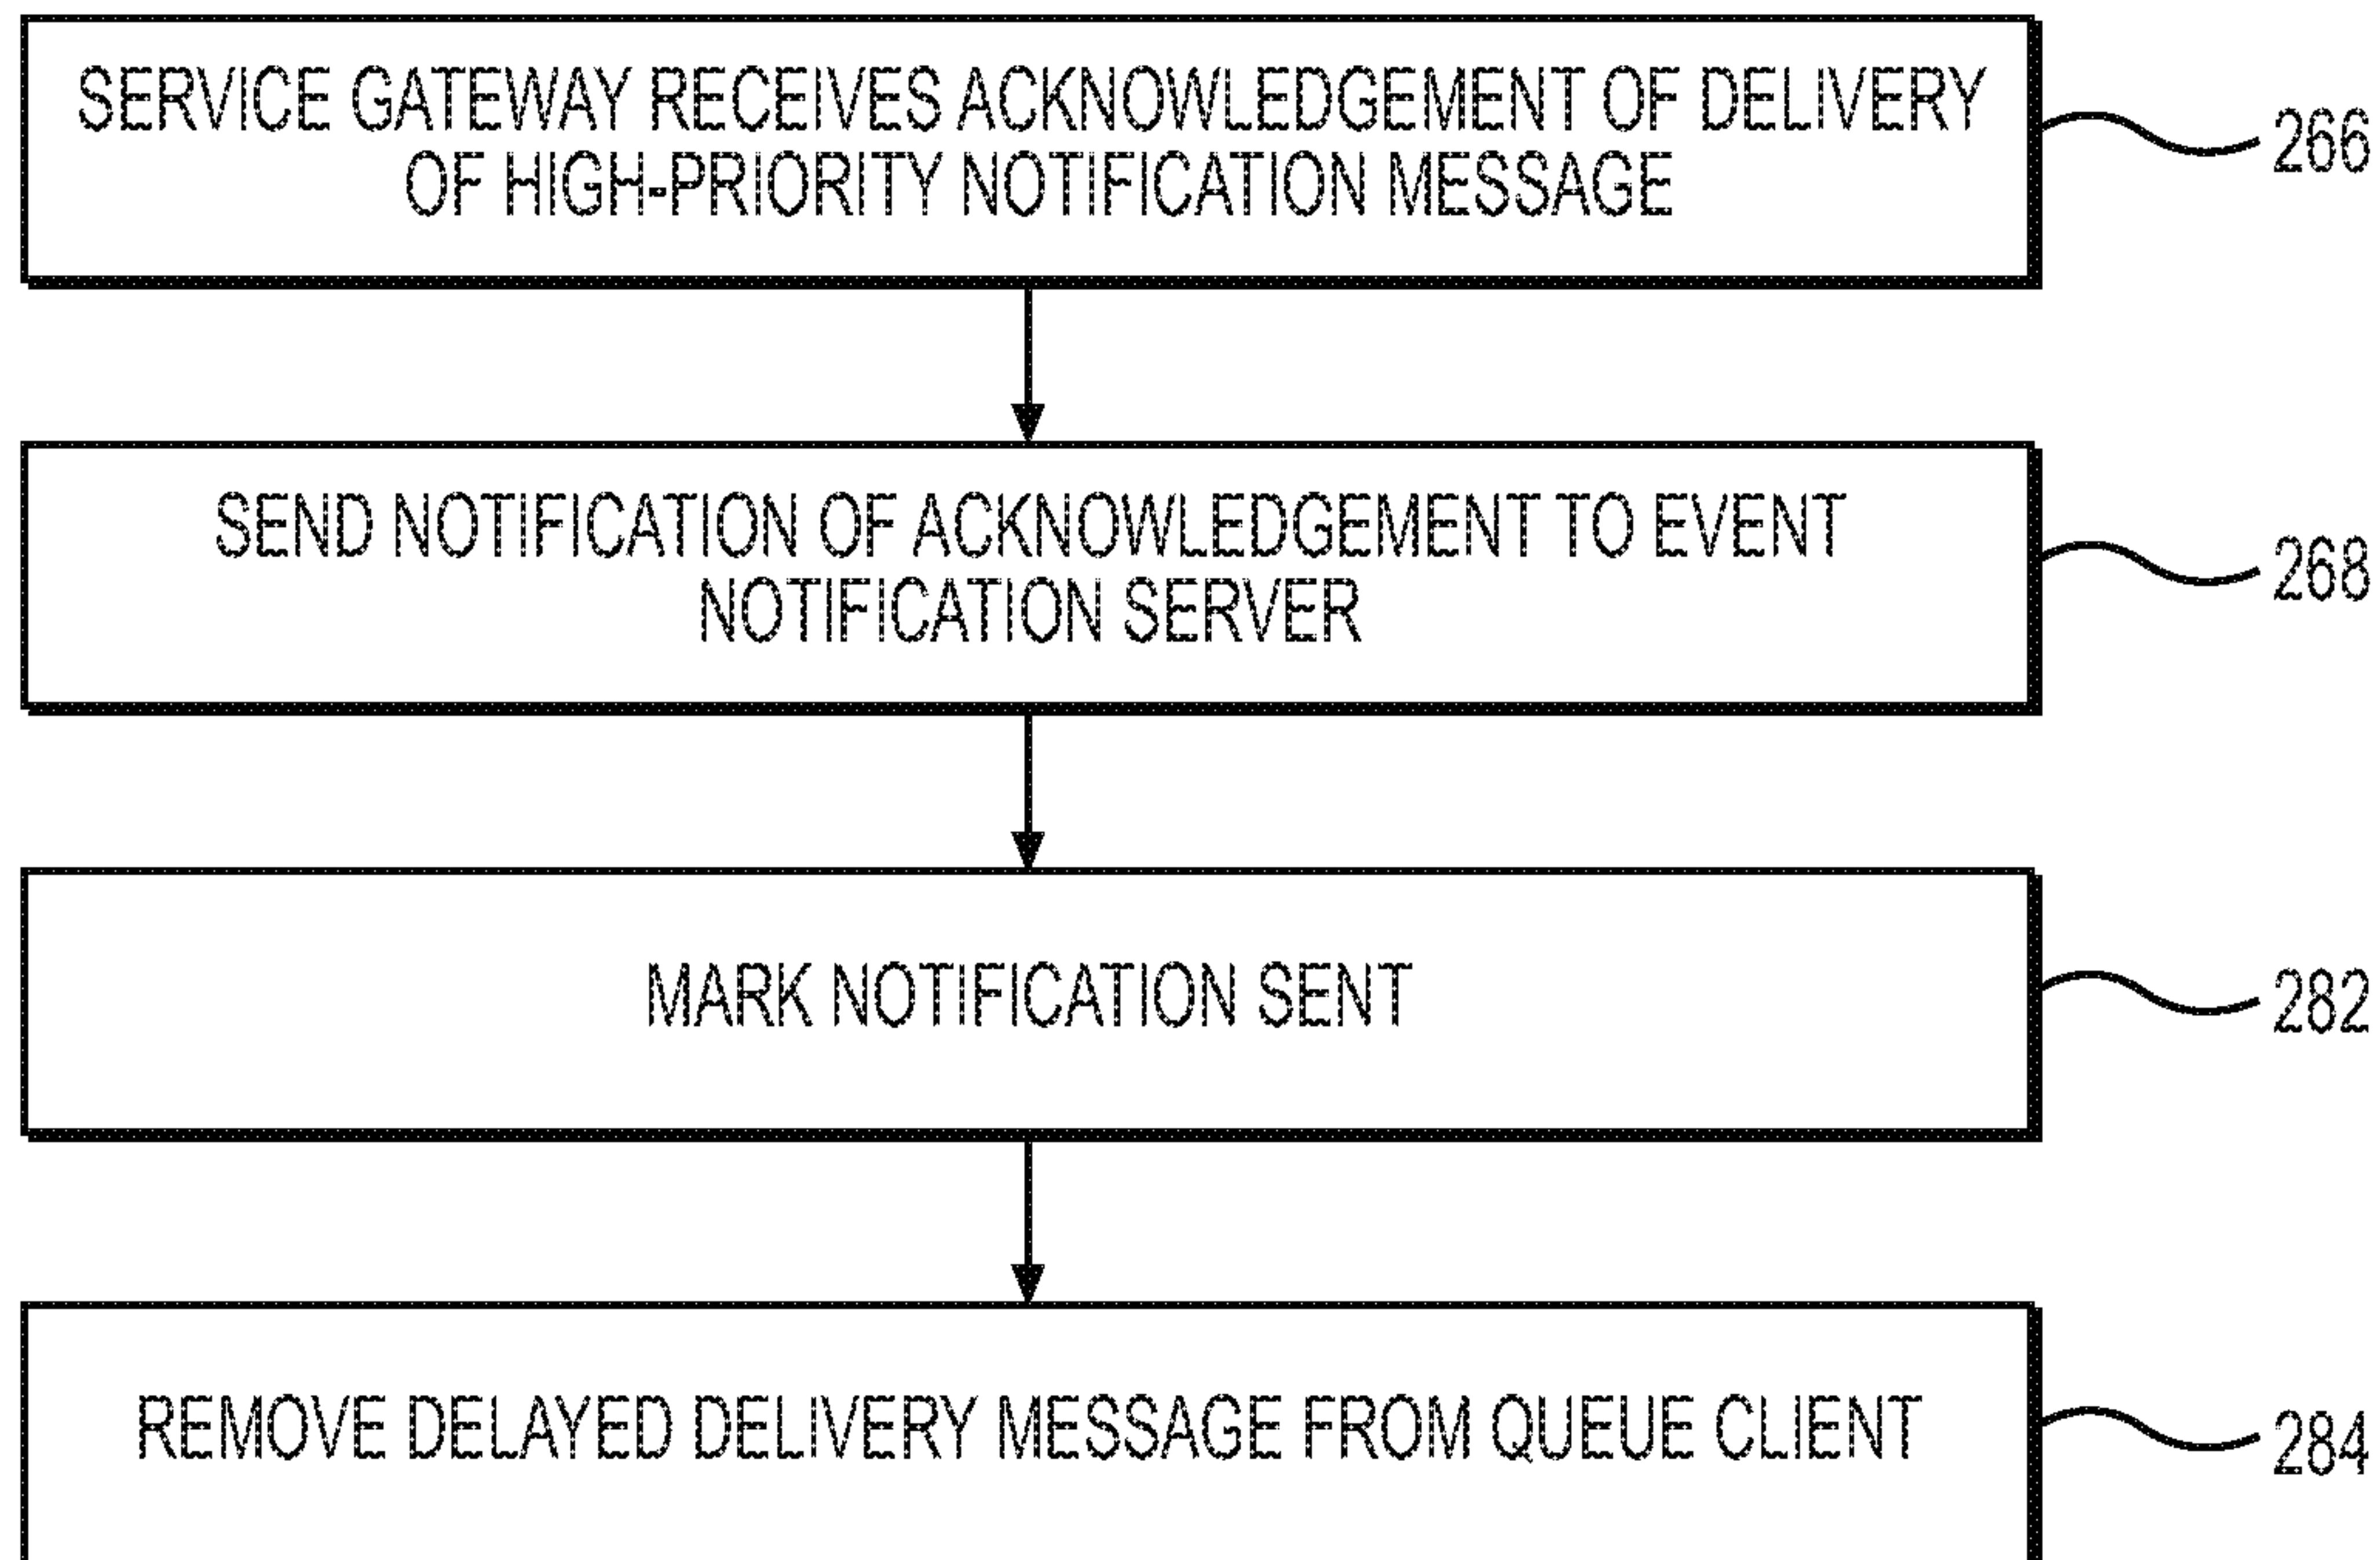 SERVICE GATEWAY RECEIVES ACKNOWLEDGEMENT OF DELIVERY
OF HIGH-PRIORITY NOTIFICATION MESSAGE
266
SEND NOTIFICATION OF ACKNOWLEDGEMENT TO EVENT
NOTIFICATION SERVER
268
MARK NOTIFICATION SENT
282
REMOVE DELAYED DELIVERY MESSAGE FROM QUEUE CLIENT
284